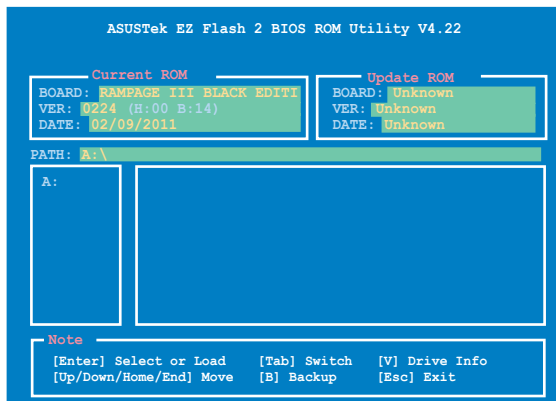 ASUSTek EZ Flash 2 BIOS ROM Utility V4.22
Current ROM
BOARD: RAMPAGE III BLACK EDITI
VER: 0224 (H:00 B:14)
DATE: 02/09/2011
Update ROM
BOARD: Unknown
VER: Unknown
DATE: Unknown
PATH: A:\
A:
Note
[Enter] Select or Load [Tab] Switch [V] Drive Info
[Up/Down/Home/End] Move [B] Backup [Esc] Exit